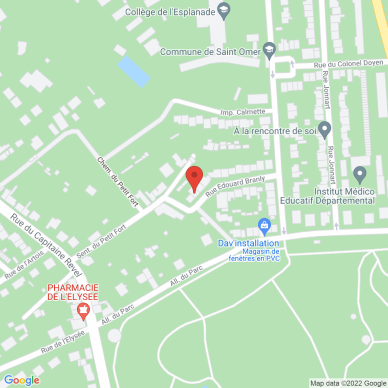 Collège de l'Esplanade
Commune de Saint Omer
Rue du Colonel Doyen
Rue Jonnart
Imp. Calmette
À la rencontre de soi
Rue Jonnart
Chem. du Petit Fort
Institut Médico
Educatif Départemental
Rue Edouard Branly
Rue du Capitaine Revel
Sent. du Petit Fort
Dav installation
Magasin de
fenêtres en PVC
Rue de l'Artois
All. du Parc
PHARMACIE
DE L'ELYSEE
All. du Parc
Rue de l'Elysée
Google
Map data ©2022 Google